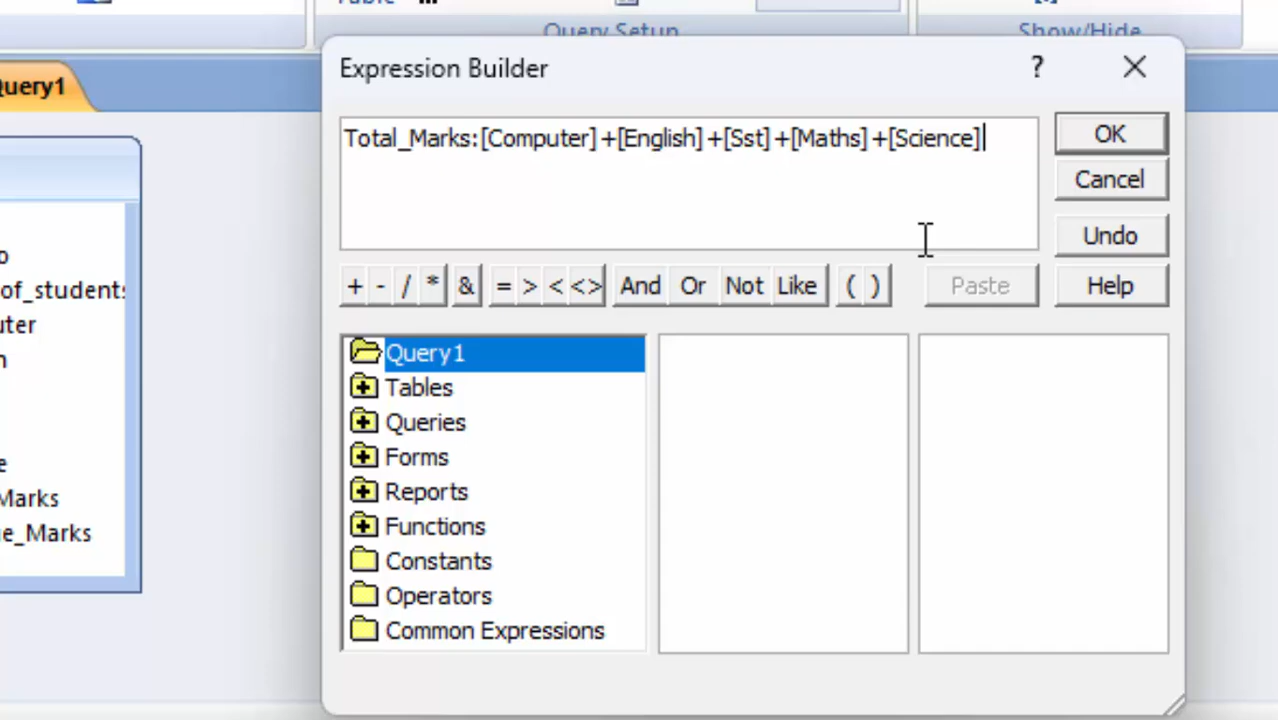 Query Setup
Show/Hide
Query1
Expression Builder
?
Total_Marks:[Computer]+[English]+[Sst]+[Maths]+[Science]
OK
Cancel
Undo
+ - / * & = > < <> And Or Not Like ( )
Paste
Help
of_students
uter
Marks
e_Marks
Query1
Tables
Queries
Forms
Reports
Functions
Constants
Operators
Common Expressions